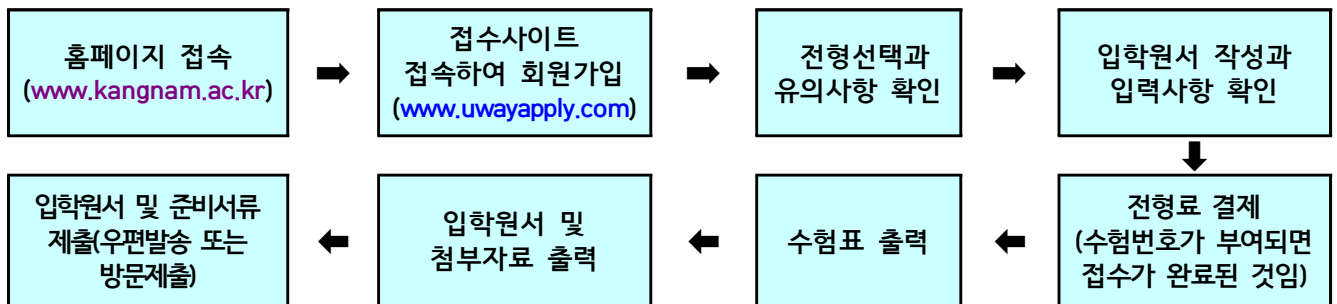 홈페이지 접속
(www.kangnam.ac.kr)
접수사이트
접속하여 회원가입
(www.uwayapply.com)
전형선택과
유의사항 확인
입학원서 작성과
입력사항 확인
전형료 결제
(수험번호가 부여되면
접수가 완료된 것임)
수험표 출력
입학원서 및
첨부자료 출력
입학원서 및 준비서류
제출(우편발송 또는
방문제출)